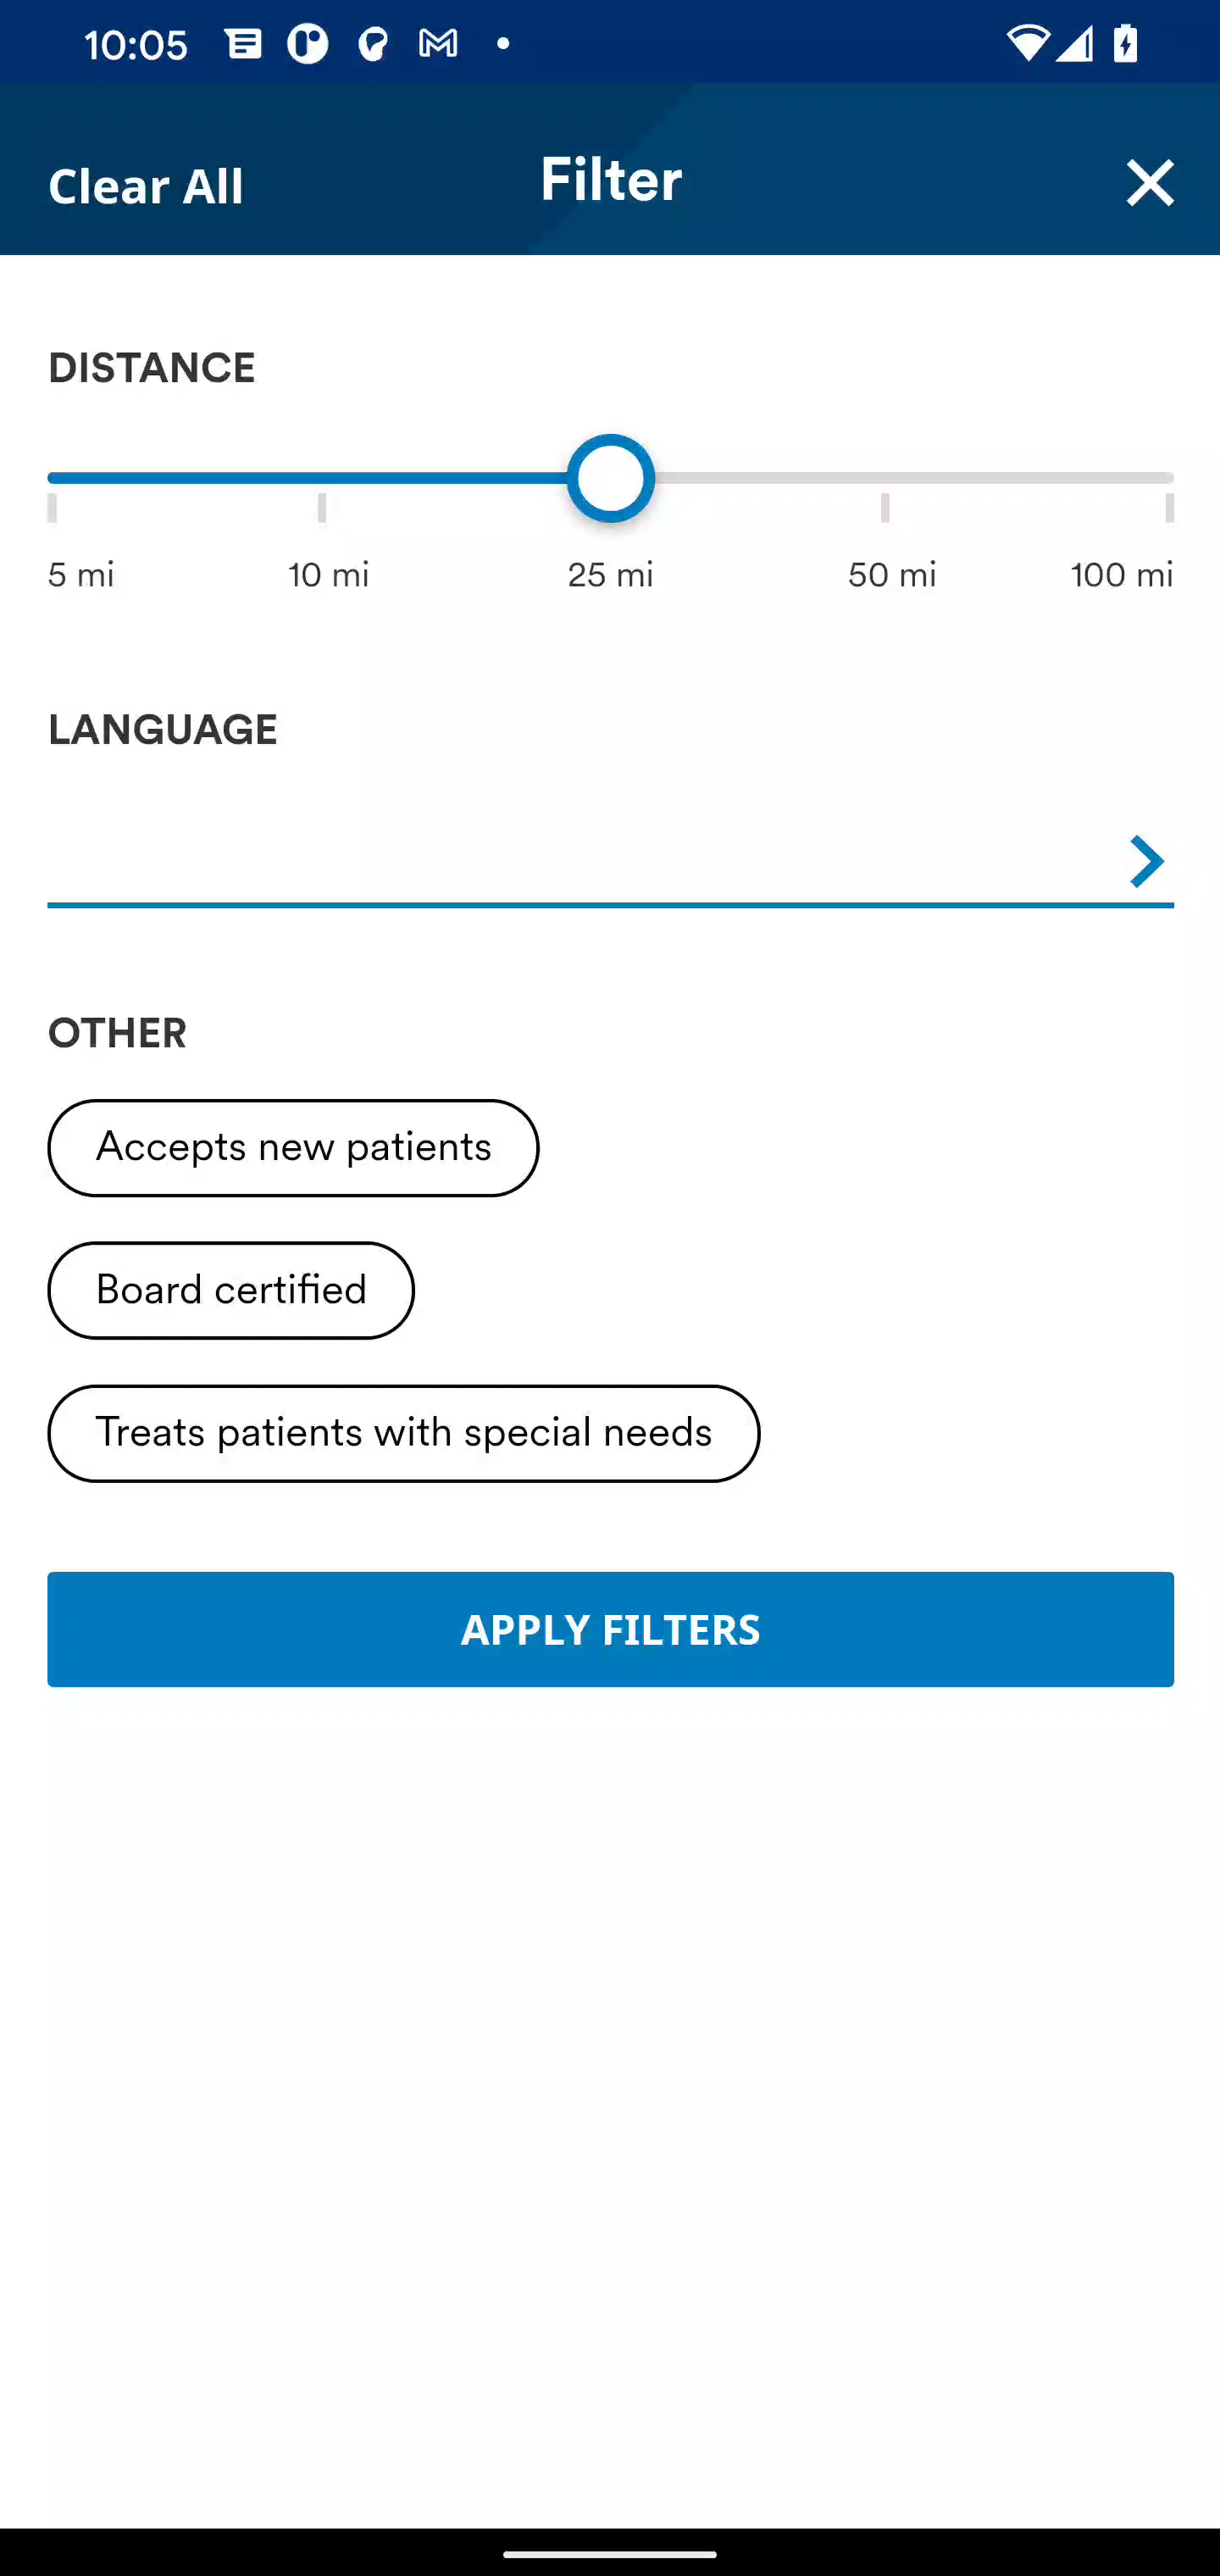 10:05
Clear All
Filter
DISTANCE
5 mi 10 mi 25 mi 50 mi 100 mi
LANGUAGE
OTHER
Accepts new patients
Board certified
Treats patients with special needs
APPLY FILTERS